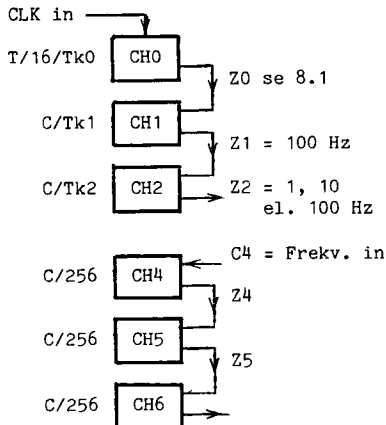 CLK in
T/16/Tk0 CH0
Z0 se 8.1
C/Tk1 CH1
Z1 = 100 Hz
C/Tk2 CH2
Z2 = 1, 10
el. 100 Hz
C4 = Frekv. in
C/256 CH4
Z4
C/256 CH5
Z5
C/256 CH6